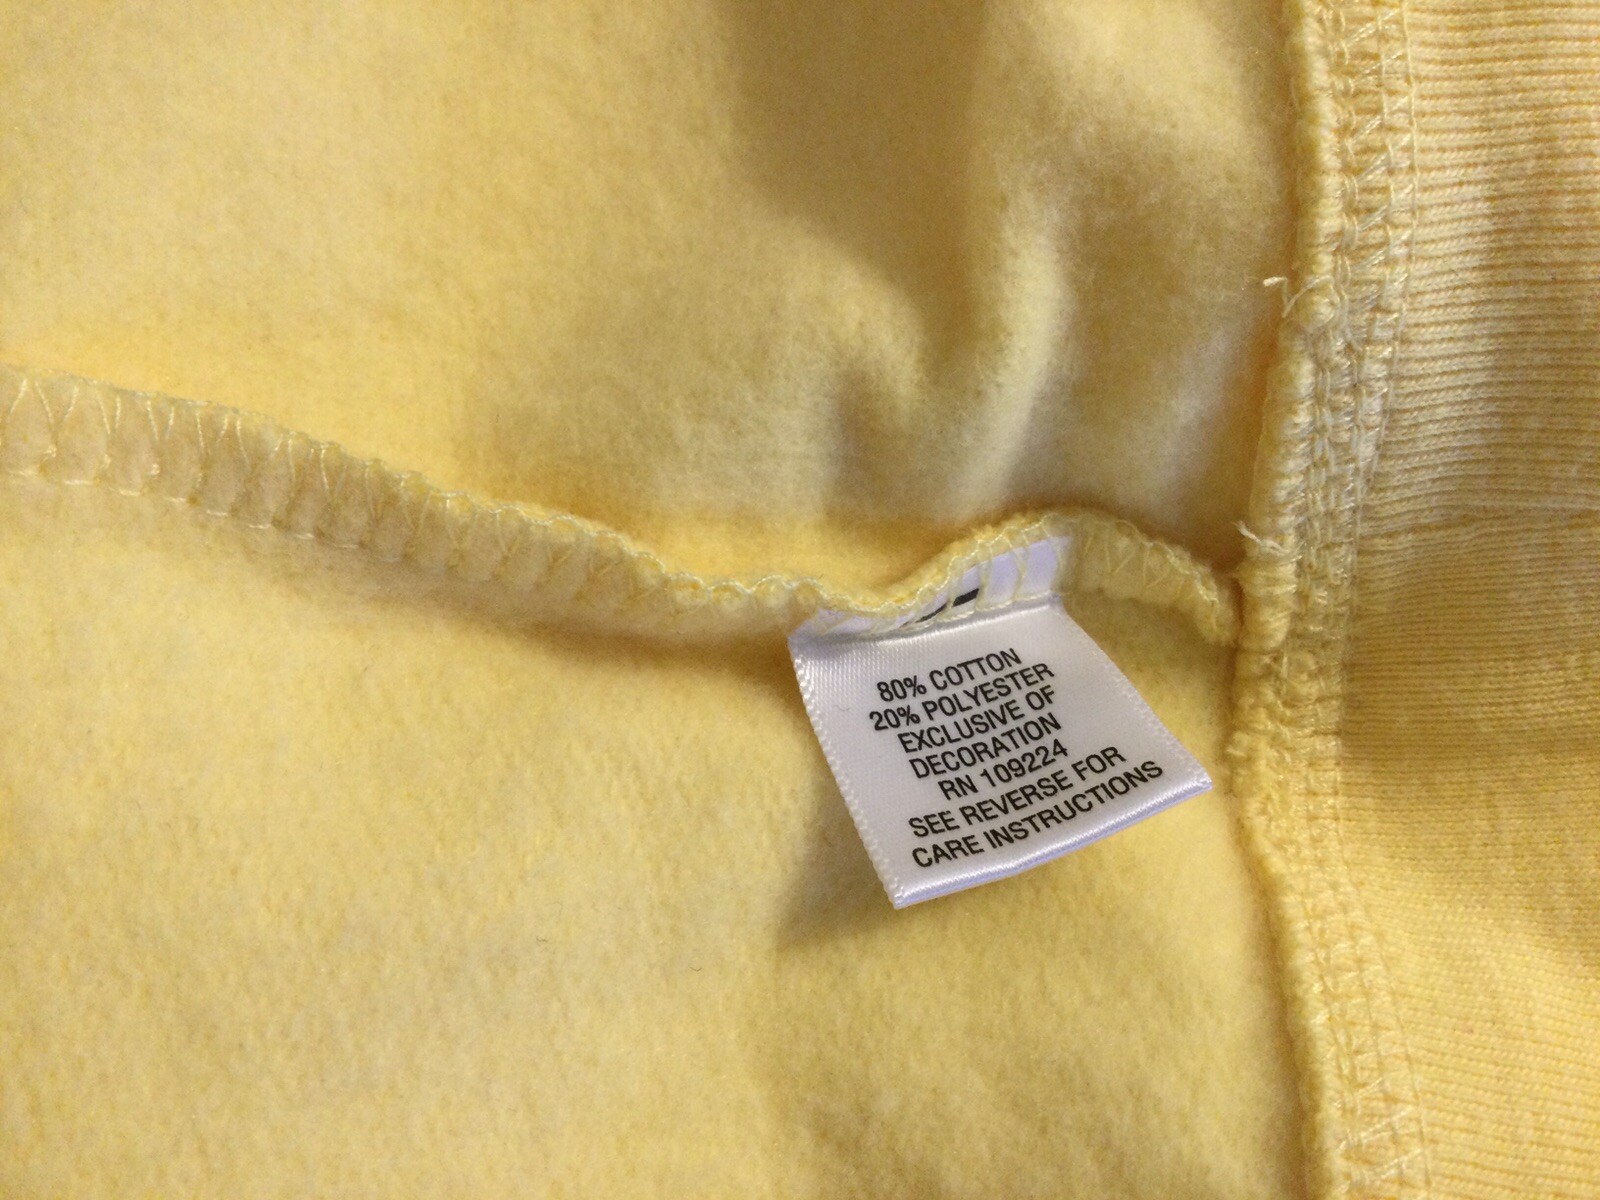 80% COTTON
20% POLYESTER
EXCLUSIVE OF
DECORATION
RN 109224
SEE REVERSE FOR
CARE INSTRUCTIONS